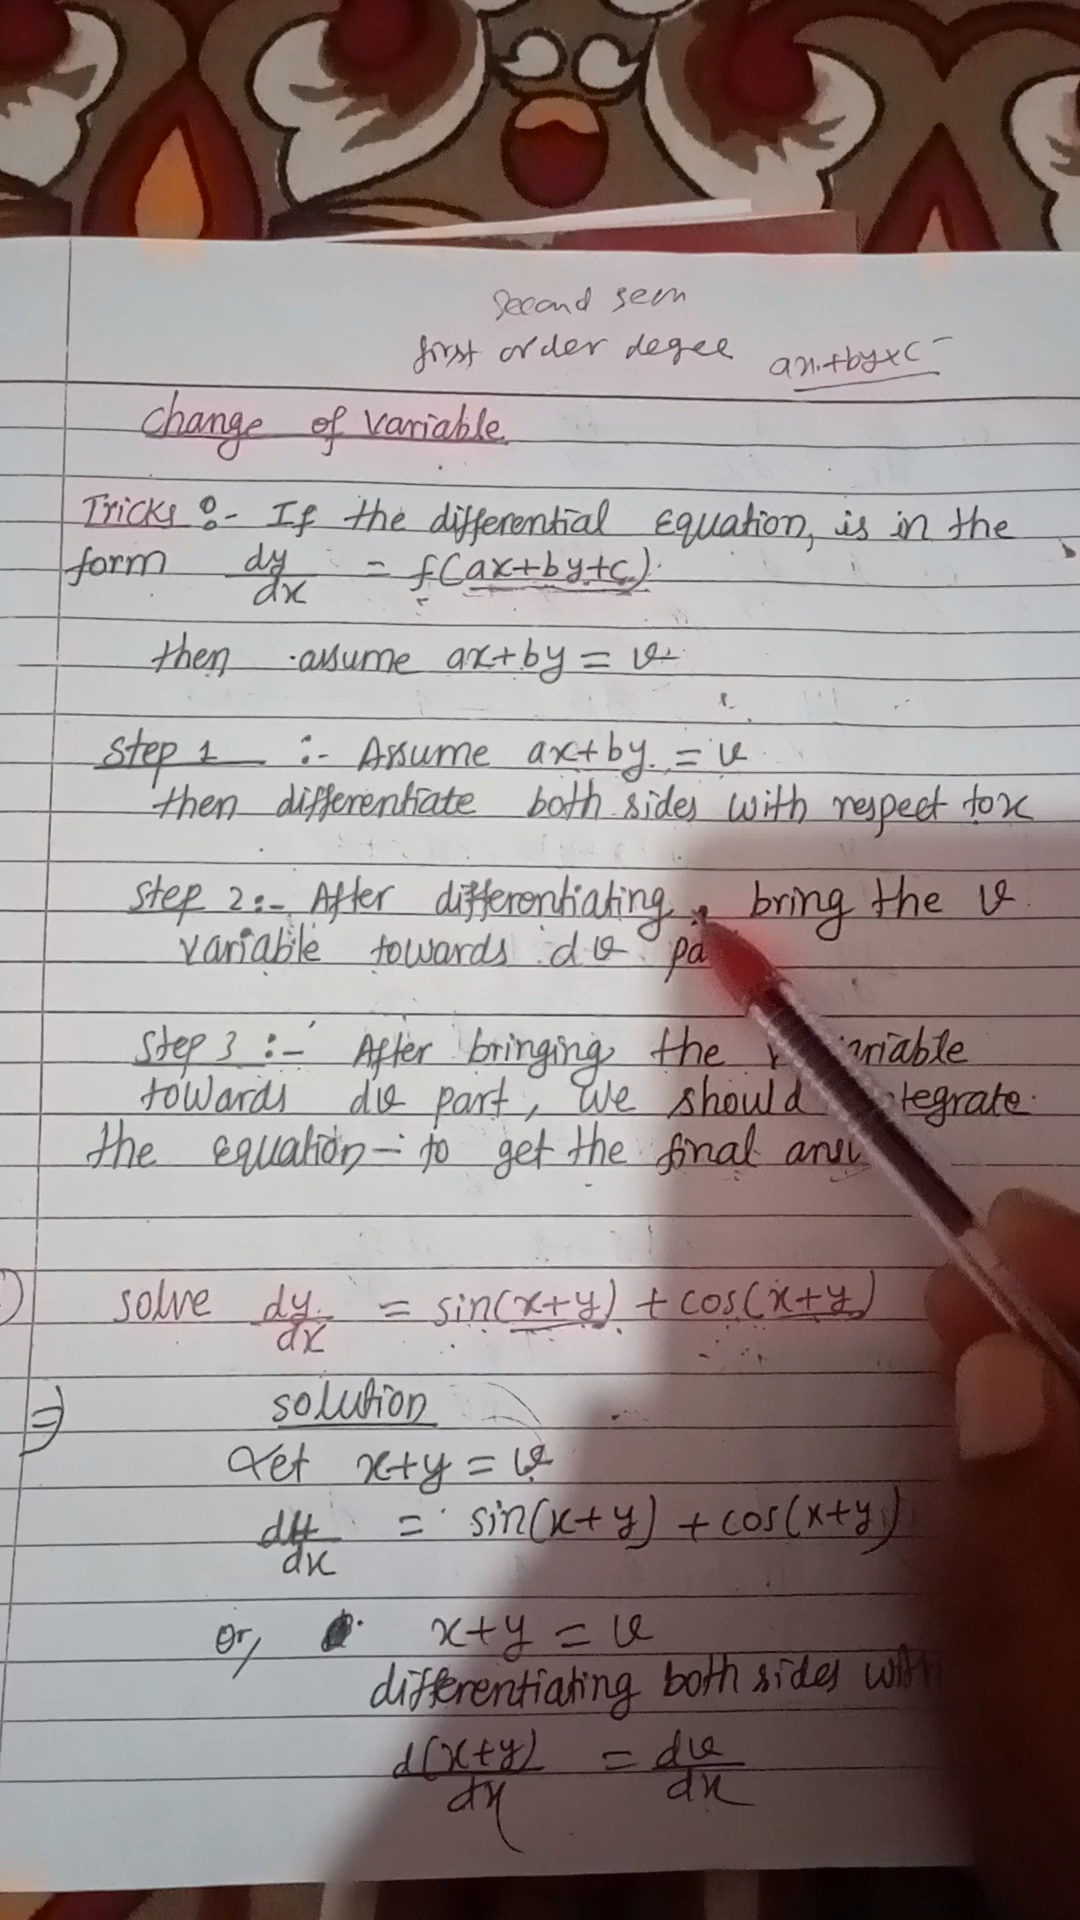 Second sem
first order degee ax+by+c
Change of variable
Tricks :- If the differential equation, is in the
form dy/dx = f(ax+by+c).
then assume ax+by = v
Step 1 :- Assume ax+by = v
then differentiate both sides with respect to x
Step 2:- After differentiating, bring the v
variable towards dv pa
Step 3 :- After bringing the
towards dv part, we should
the equation - to get the final
solve dy/dx = sin(x+y) + cos(x+y)
⇒ solution
Let x+y = v
dy/dx = sin(x+y) + cos(x+y)
or, x+y = v
differentiating both sides with
d(x+y)/dx = dv/dx